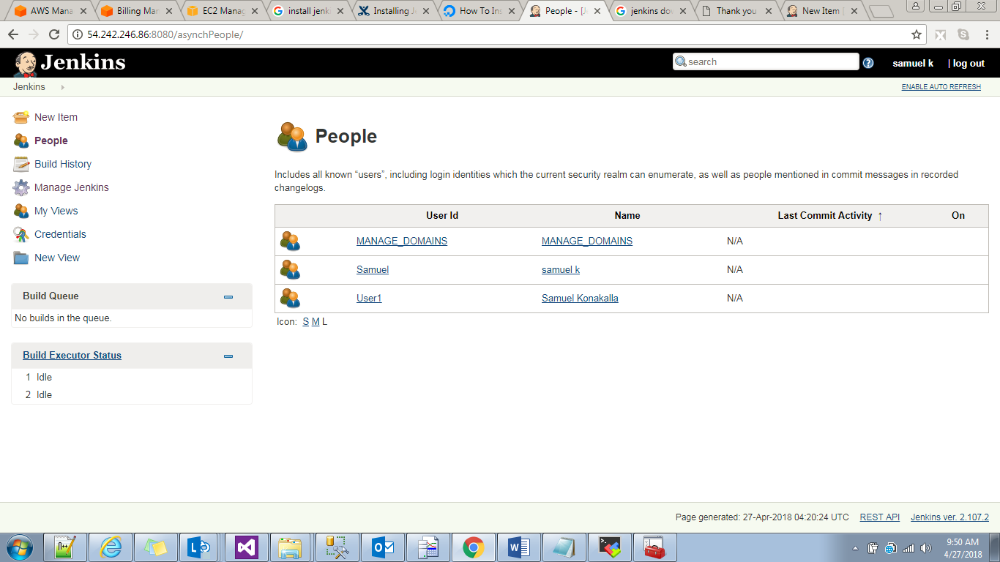 AWS Mana
Billing Mar
EC2 Manag
install jenk
Installing J
How To Ins
People - [J
jenkins do
Thank you
New Item [
54.242.246.86:8080/asynchPeople/
Jenkins
search
samuel k
| log out
Jenkins
ENABLE AUTO REFRESH
New Item
People
Build History
Manage Jenkins
My Views
Credentials
New View
Build Queue
No builds in the queue.
Build Executor Status
1 Idle
2 Idle
People
Includes all known “users”, including login identities which the current security realm can enumerate, as well as people mentioned in commit messages in recorded
changelogs.
User Id Name Last Commit Activity ↑ On
MANAGE_DOMAINS MANAGE_DOMAINS N/A
Samuel samuel k N/A
User1 Samuel Konakalla N/A
Icon: S M L
Page generated: 27-Apr-2018 04:20:24 UTC REST API Jenkins ver. 2.107.2
9:50 AM
4/27/2018